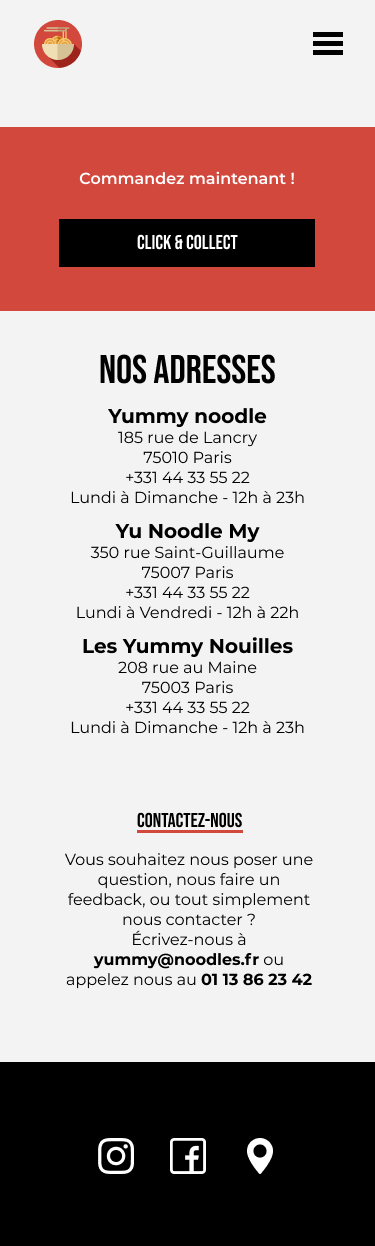 Commandez maintenant !
CLICK & COLLECT
NOS ADRESSES
Yummy noodle
185 rue de Lancry
75010 Paris
+331 44 33 55 22
Lundi à Dimanche - 12h à 23h
Yu Noodle My
350 rue Saint-Guillaume
75007 Paris
+331 44 33 55 22
Lundi à Vendredi - 12h à 22h
Les Yummy Nouilles
208 rue au Maine
75003 Paris
+331 44 33 55 22
Lundi à Dimanche - 12h à 23h
CONTACTEZ-NOUS
Vous souhaitez nous poser une
question, nous faire un
feedback, ou tout simplement
nous contacter ?
Écrivez-nous à
yummy@noodles.fr ou
appelez nous au 01 13 86 23 42